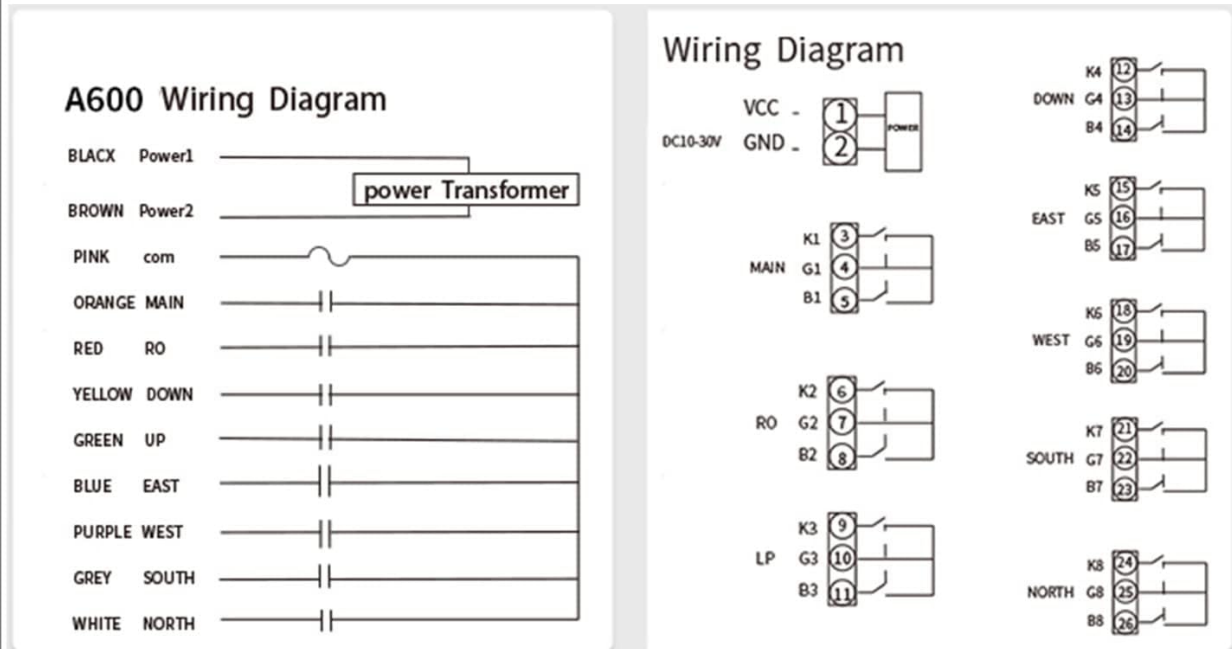 A600 Wiring Diagram
BLACX Power1
power Transformer
BROWN Power2
PINK com
ORANGE MAIN
RED RO
YELLOW DOWN
GREEN UP
BLUE EAST
PURPLE WEST
GREY SOUTH
WHITE NORTH
Wiring Diagram
VCC - 1
POWER
DC10-30V GND - 2
K1 3
MAIN G1 4
B1 5
K2 6
RO G2 7
B2 8
K3 9
LP G3 10
B3 11
K4 12
DOWN G4 13
B4 14
K5 15
EAST G5 16
B5 17
K6 18
WEST G6 19
B6 20
K7 21
SOUTH G7 22
B7 23
K8 24
NORTH G8 25
B8 26